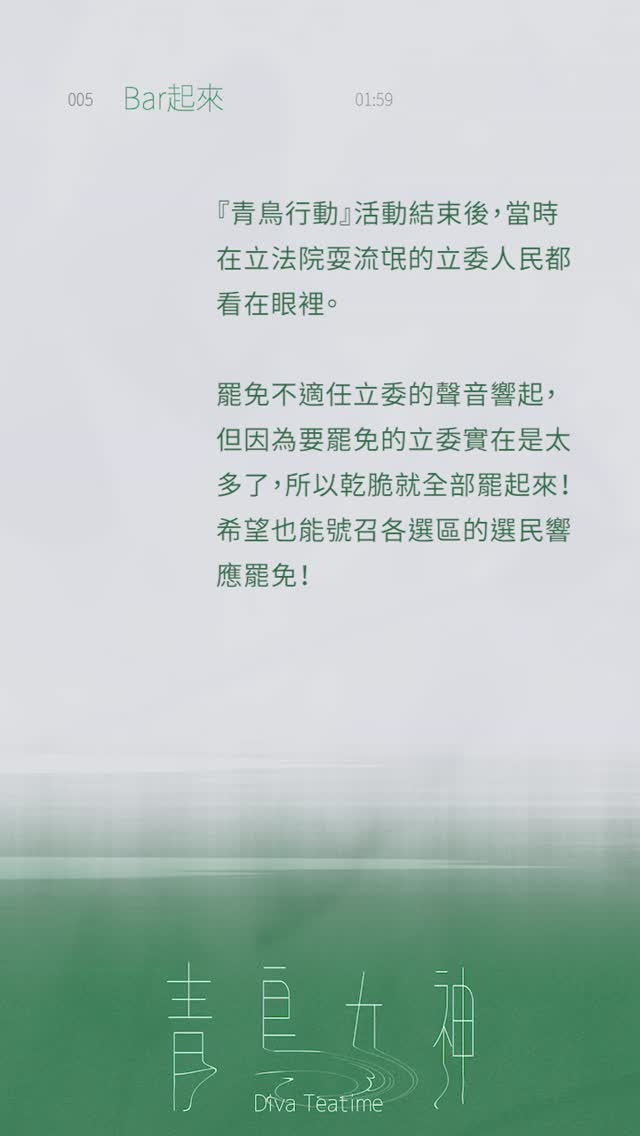 005 Bar起來 01:59
『青鳥行動』活動結束後,當時
在立法院耍流氓的立委人民都
看在眼裡。
罷免不適任立委的聲音響起,
但因為要罷免的立委實在是太
多了,所以乾脆就全部罷起來!
希望也能號召各選區的選民響
應罷免!
青鳥女神
Diva Teatime